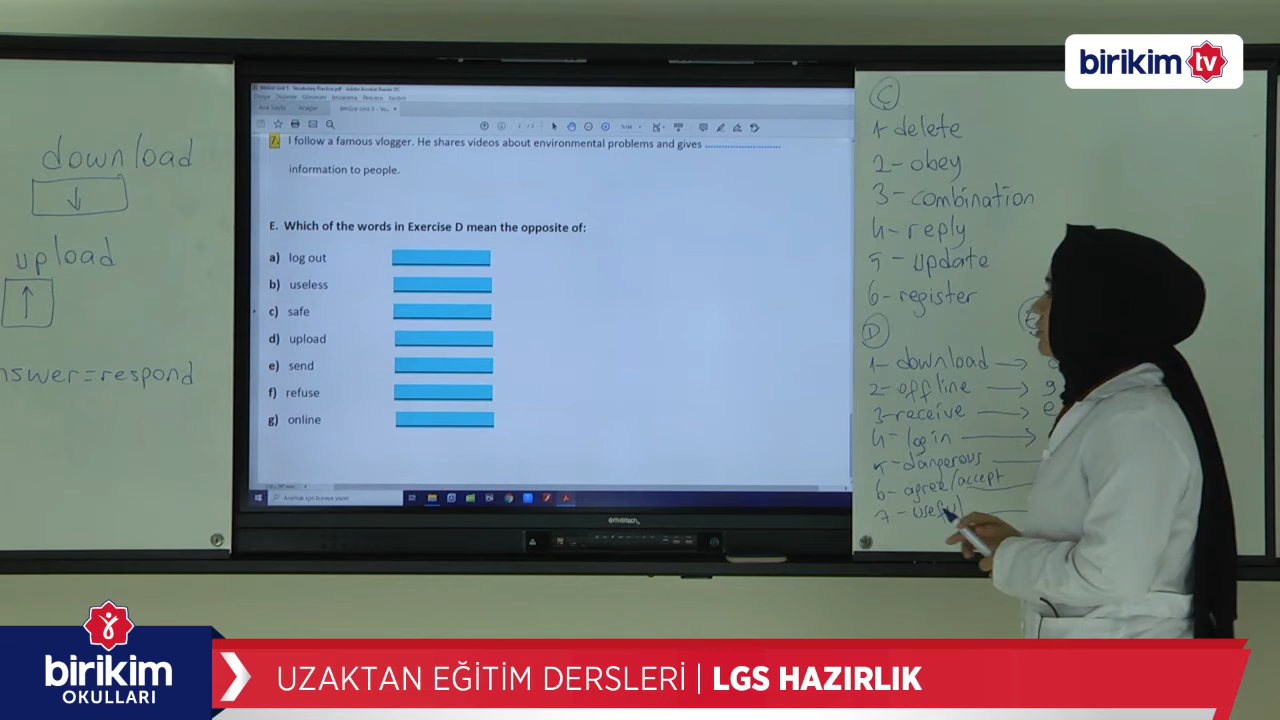 birikim tv
download
upload
answer=respond
7. I follow a famous vlogger. He shares videos about environmental problems and gives ...........................
information to people.
E. Which of the words in Exercise D mean the opposite of:
a) log out
b) useless
c) safe
d) upload
e) send
f) refuse
g) online
C
1- delete
2- obey
3- combination
4- reply
5- update
6- register
D
1- download →
2- offline → g
3- receive → e
4- log in →
5- dangerous
6- agree/accept
7- useful
birikim
OKULLARI
UZAKTAN EĞİTİM DERSLERİ | LGS HAZIRLIK